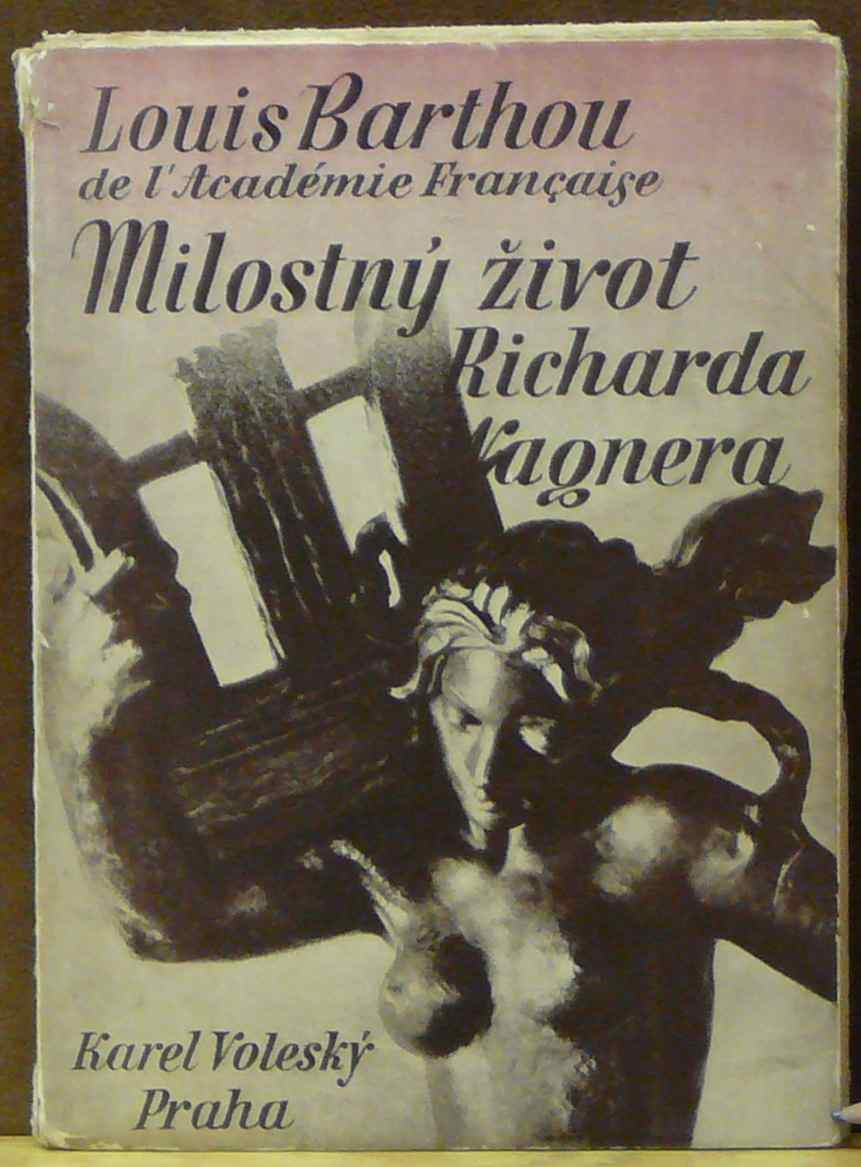 Louis Barthou
de l'Académie Française
Milostný život
Richarda
Wagnera
Karel Voleský
Praha